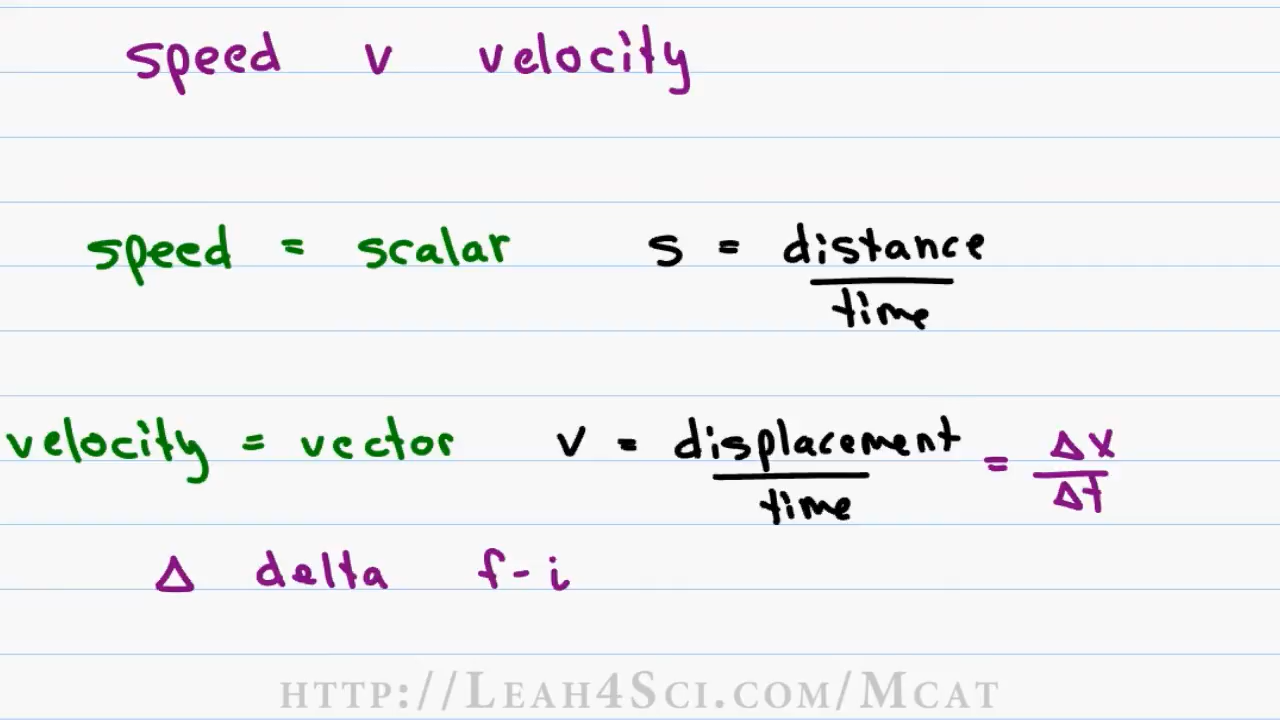 speed v velocity
speed = scalar s = distance
time
velocity = vector v = displacement = Δx
time Δt
Δ delta f-i
HTTP://LEAH4SCI.COM/MCAT